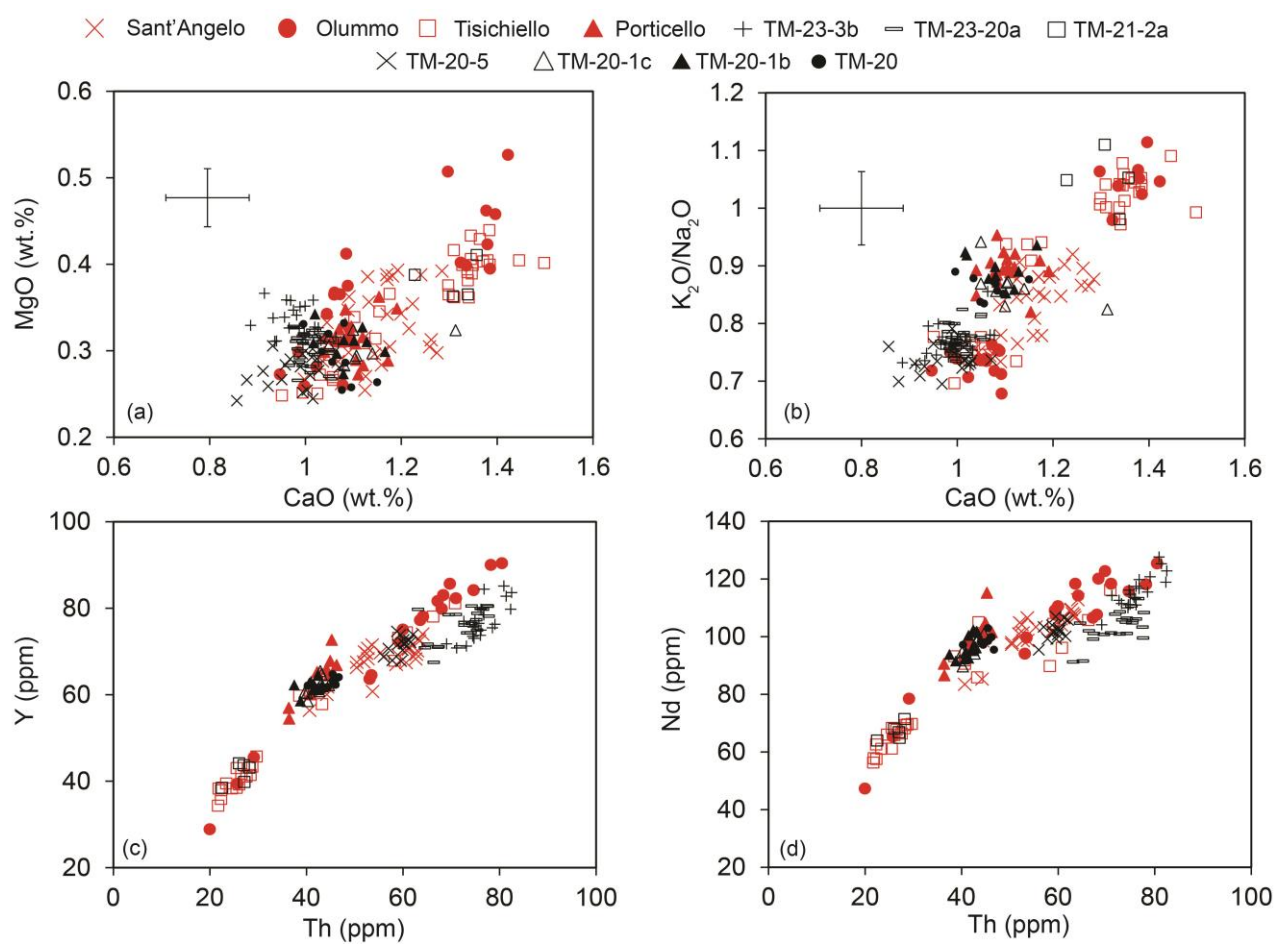 Sant'Angelo Olummo Tisichiello Porticello TM-23-3b TM-23-20a TM-21-2a
TM-20-5 TM-20-1c TM-20-1b TM-20
0.6
0.5
0.4
0.3
0.2
MgO (wt.%)
(a)
0.6 0.8 1 1.2 1.4 1.6
CaO (wt.%)
1.2
1.1
1.0
0.9
0.8
0.7
0.6
K₂O/Na₂O
(b)
0.6 0.8 1 1.2 1.4 1.6
CaO (wt.%)
100
80
60
40
20
Y (ppm)
(c)
0 20 40 60 80 100
Th (ppm)
140
120
100
80
60
40
20
Nd (ppm)
(d)
0 20 40 60 80 100
Th (ppm)